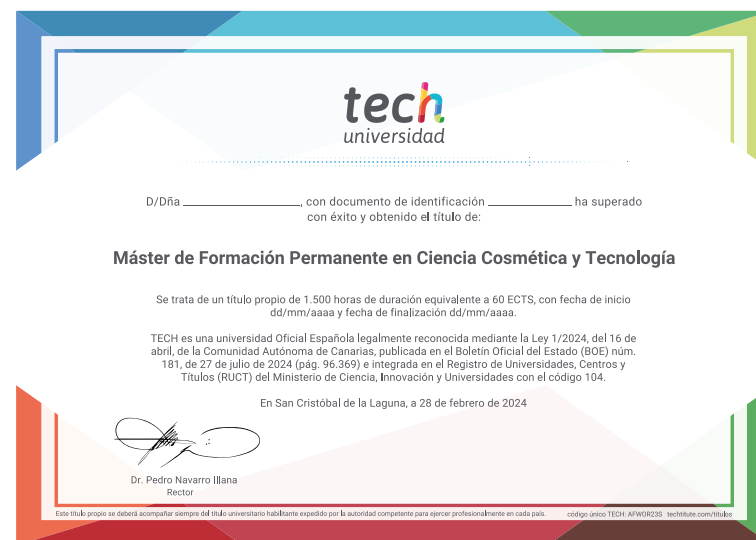 tech
universidad
D/Dña ______________, con documento de identificación ____________ ha superado
con éxito y obtenido el título de:
Máster de Formación Permanente en Ciencia Cosmética y Tecnología
Se trata de un título propio de 1.500 horas de duración equivalente a 60 ECTS, con fecha de inicio
dd/mm/aaaa y fecha de finalización dd/mm/aaaa.
TECH es una universidad Oficial Española legalmente reconocida mediante la Ley 1/2024, del 16 de
abril, de la Comunidad Autónoma de Canarias, publicada en el Boletín Oficial del Estado (BOE) núm.
181, de 27 de julio de 2024 (pág. 96.369) e integrada en el Registro de Universidades, Centros y
Títulos (RUCT) del Ministerio de Ciencia, Innovación y Universidades con el código 104.
En San Cristóbal de la Laguna, a 28 de febrero de 2024
Dr. Pedro Navarro Illana
Rector
Este título propio se deberá acompañar siempre del título universitario habilitante expedido por la autoridad competente para ejercer profesionalmente en cada país. código único TECH: AFWOR23S techtitute.com/titulos